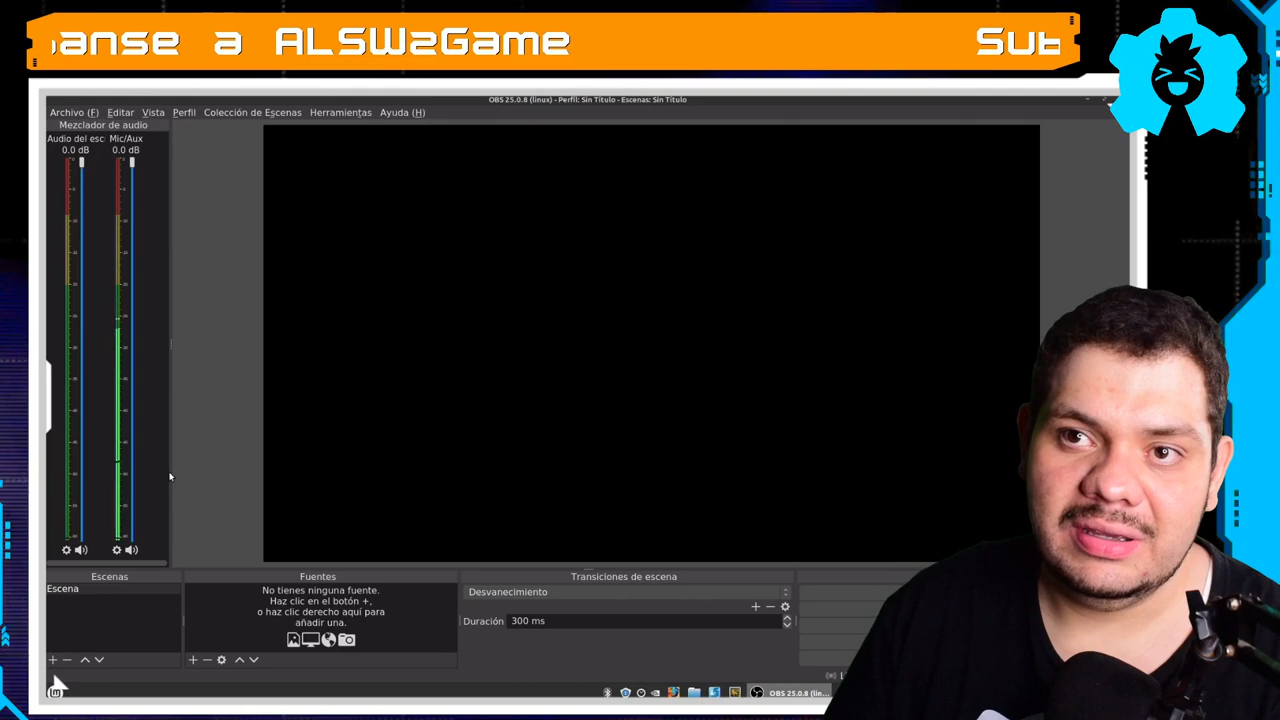 anse a ALSW2Game
Sub
OBS 25.0.8 (linux) - Perfil: Sin Título - Escenas: Sin Título
Archivo (F) Editar Vista Perfil Colección de Escenas Herramientas Ayuda (H)
Mezclador de audio
Audio del esc Mic/Aux
0.0 dB 0.0 dB
Escenas
Escena
Fuentes
No tienes ninguna fuente.
Haz clic en el botón +,
o haz clic derecho aquí para
añadir una.
Transiciones de escena
Desvanecimiento
Duración 300 ms
OBS 25.0.8 (lin...